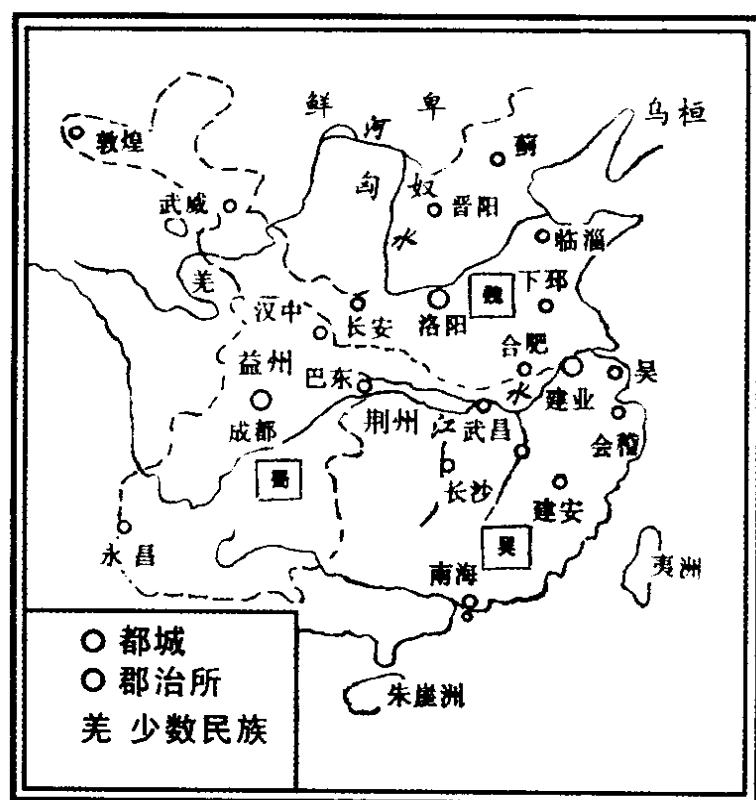 鲜卑
河
乌桓
敦煌
蓟
匈奴
武威
晋阳
水
临淄
羌
魏
下邳
汉中
长安
洛阳
合肥
益州
巴东
水
吴
建业
荆州
江
武昌
成都
会稽
蜀
长沙
建安
永昌
吴
南海
夷洲
都城
郡治所
羌 少数民族
朱崖洲